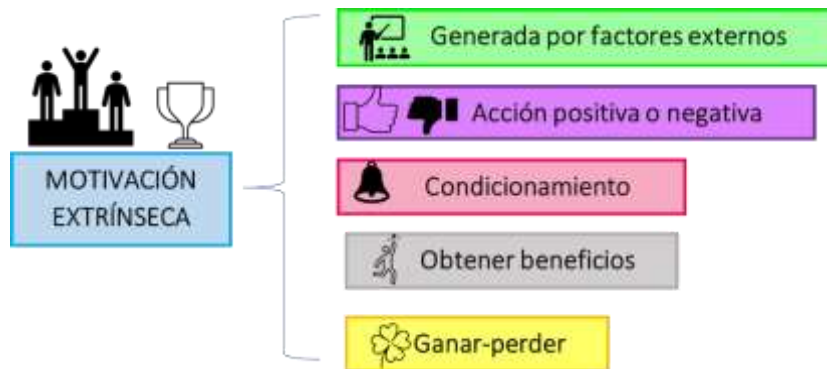 Generada por factores externos
Acción positiva o negativa
MOTIVACIÓN
EXTRÍNSECA
Condicionamiento
Obtener beneficios
Ganar-perder